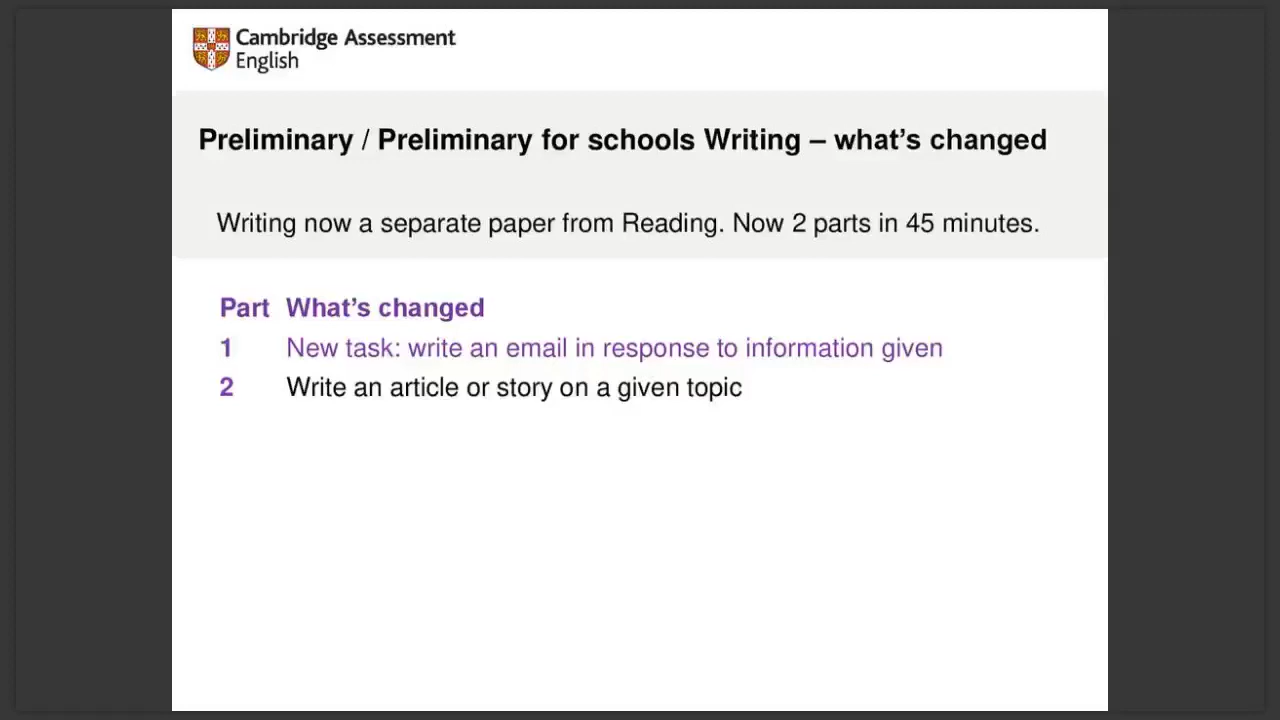 Cambridge Assessment
English
Preliminary / Preliminary for schools Writing – what's changed
Writing now a separate paper from Reading. Now 2 parts in 45 minutes.
Part What's changed
1 New task: write an email in response to information given
2 Write an article or story on a given topic